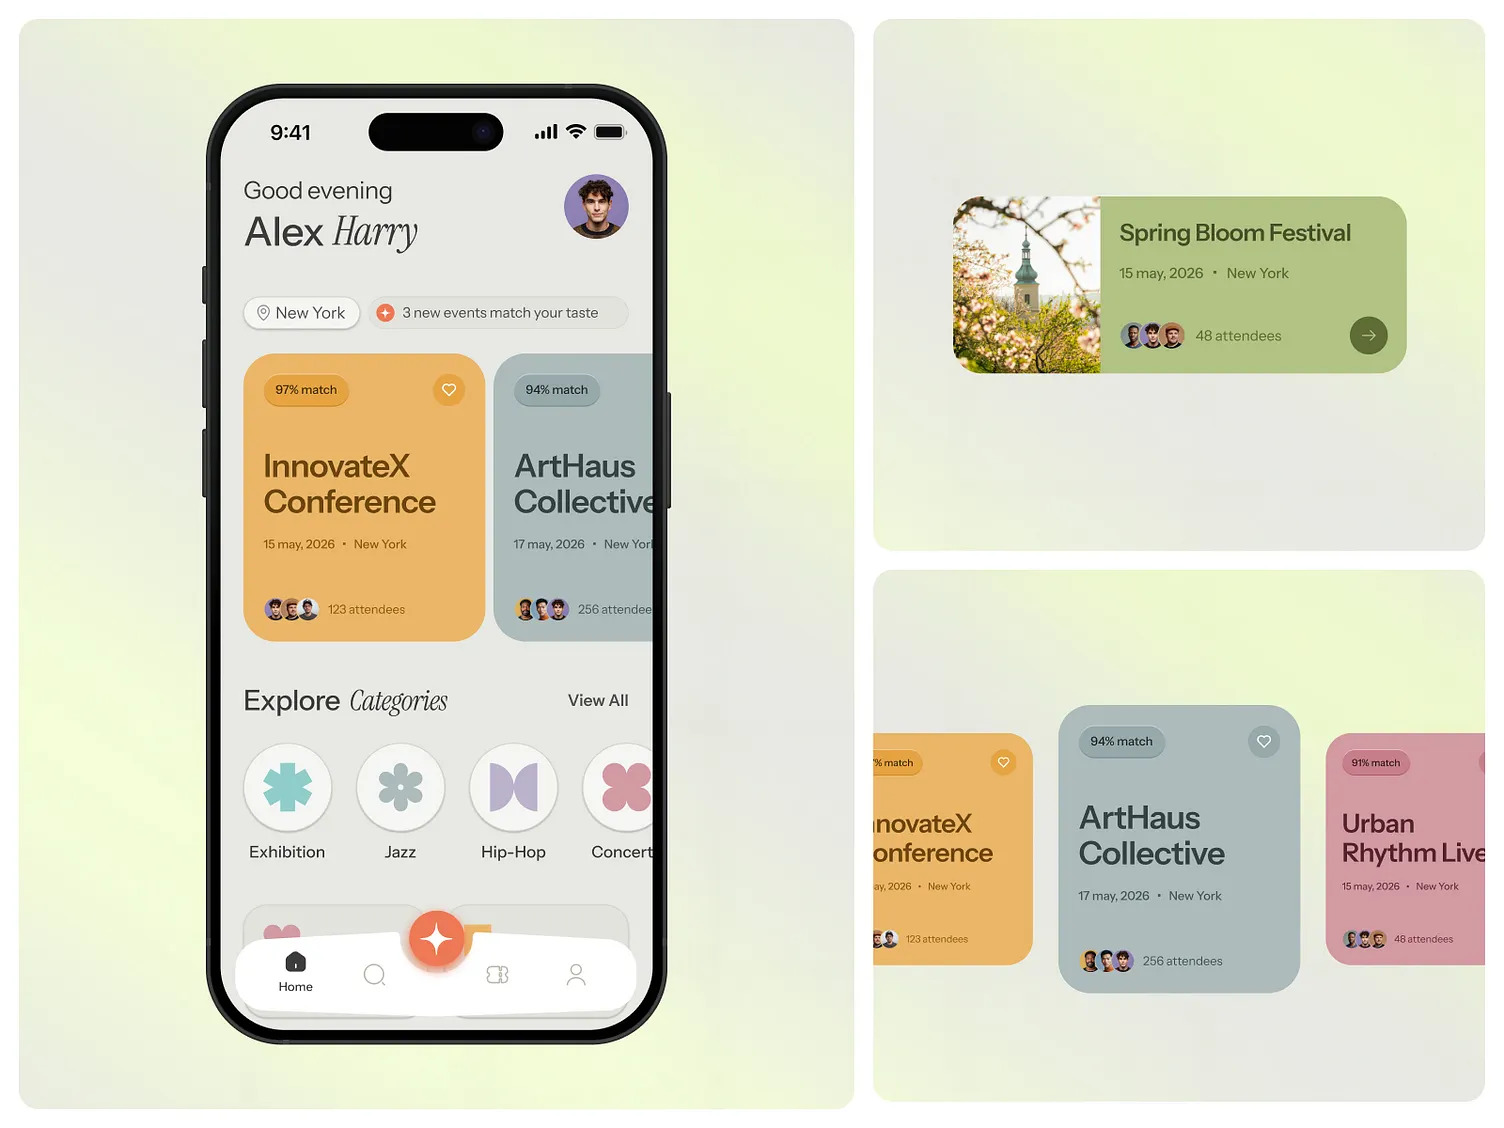 9:41
Good evening
Alex Harry
New York
3 new events match your taste
97% match
InnovateX
Conference
15 may, 2026 • New York
123 attendees
94% match
ArtHaus
Collective
17 may, 2026 • New Yor
256 attendee
Explore Categories
View All
Exhibition
Jazz
Hip-Hop
Concert
Home
Spring Bloom Festival
15 may, 2026 • New York
48 attendees
% match
nnovateX
onference
ay, 2026 • New York
123 attendees
94% match
ArtHaus
Collective
17 may, 2026 • New York
256 attendees
91% match
Urban
Rhythm Live
15 may, 2026 • New York
48 attendees